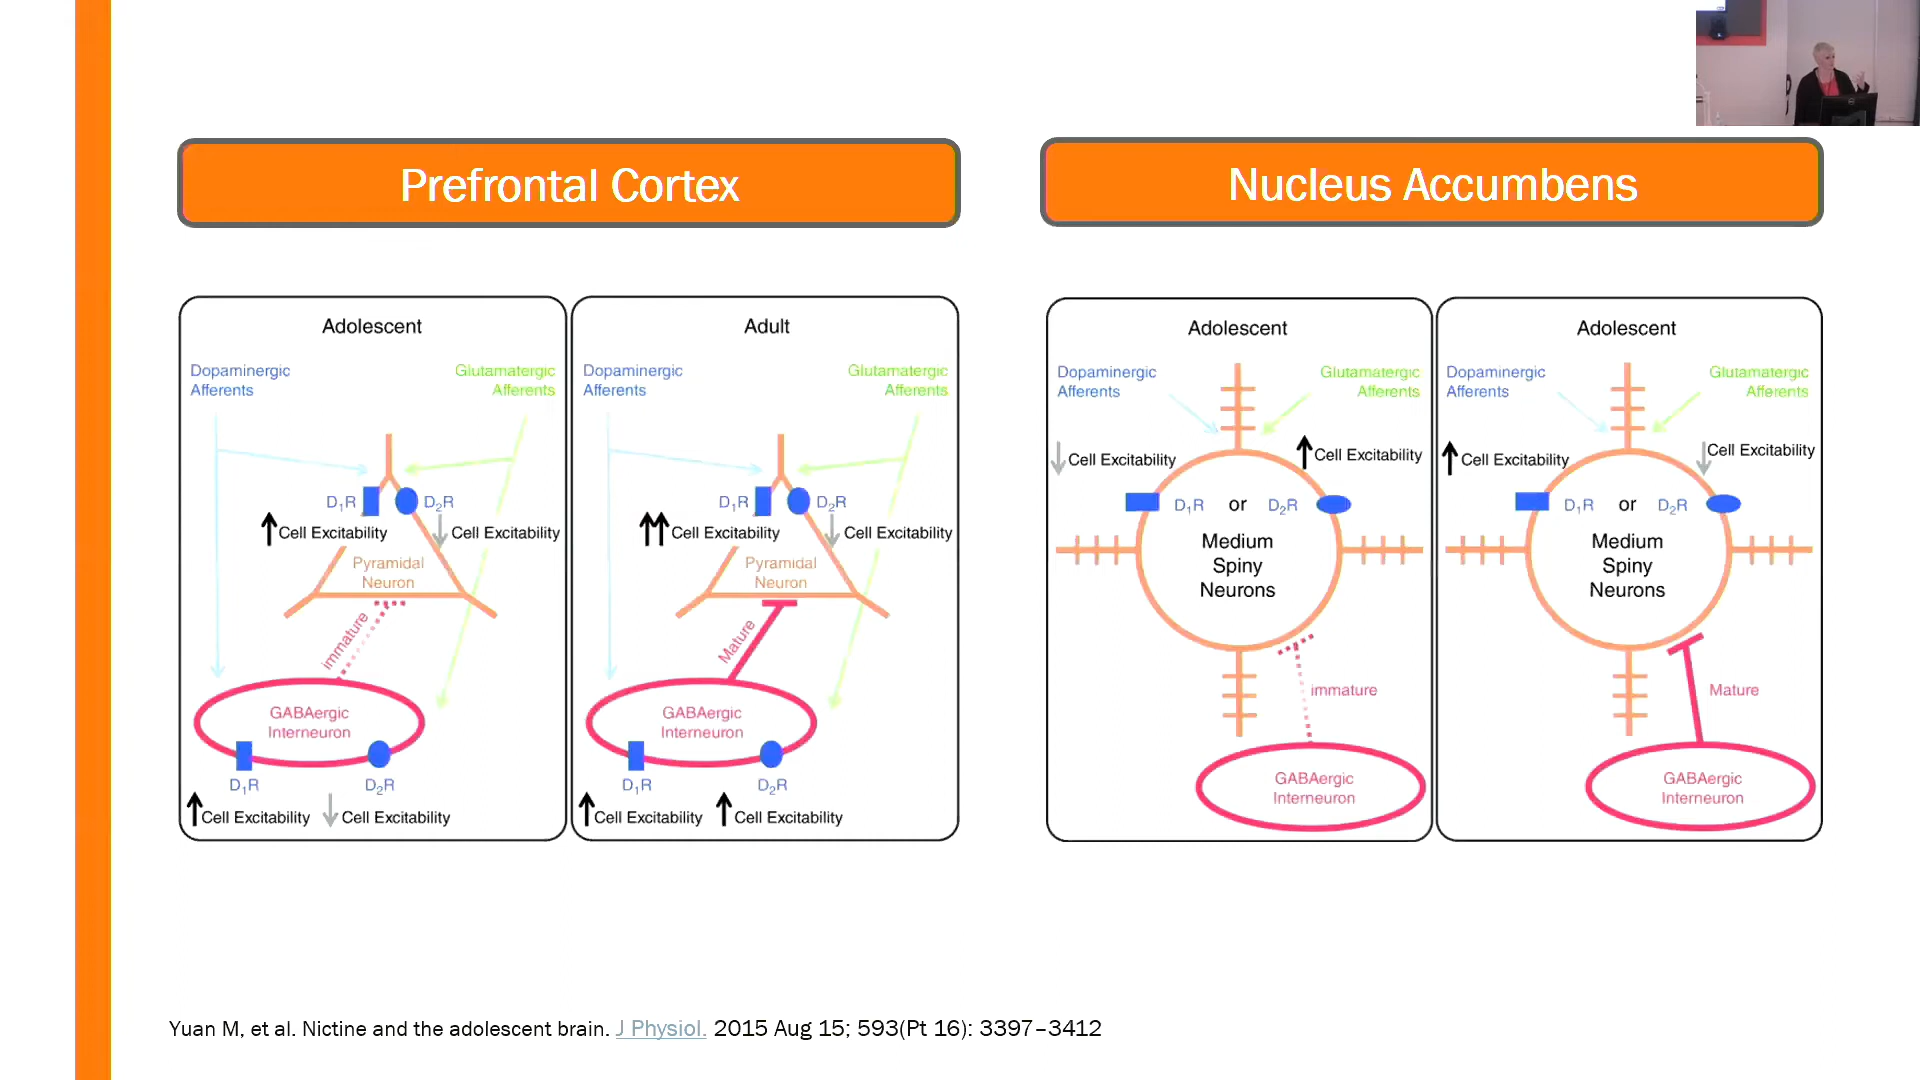 Prefrontal Cortex
Nucleus Accumbens
Adolescent
Dopaminergic
Afferents
Glutamatergic
Afferents
D₁R
D₂R
Cell Excitability
Cell Excitability
Pyramidal
Neuron
immature
GABAergic
Interneuron
D₁R
D₂R
Cell Excitability
Cell Excitability
Adult
Dopaminergic
Afferents
Glutamatergic
Afferents
D₁R
D₂R
Cell Excitability
Cell Excitability
Pyramidal
Neuron
Mature
GABAergic
Interneuron
D₁R
D₂R
Cell Excitability
Cell Excitability
Adolescent
Dopaminergic
Afferents
Glutamatergic
Afferents
Cell Excitability
Cell Excitability
D₁R or D₂R
Medium
Spiny
Neurons
immature
GABAergic
Interneuron
Adolescent
Dopaminergic
Afferents
Glutamatergic
Afferents
Cell Excitability
Cell Excitability
D₁R or D₂R
Medium
Spiny
Neurons
Mature
GABAergic
Interneuron
Yuan M, et al. Nictine and the adolescent brain. J Physiol. 2015 Aug 15; 593(Pt 16): 3397–3412